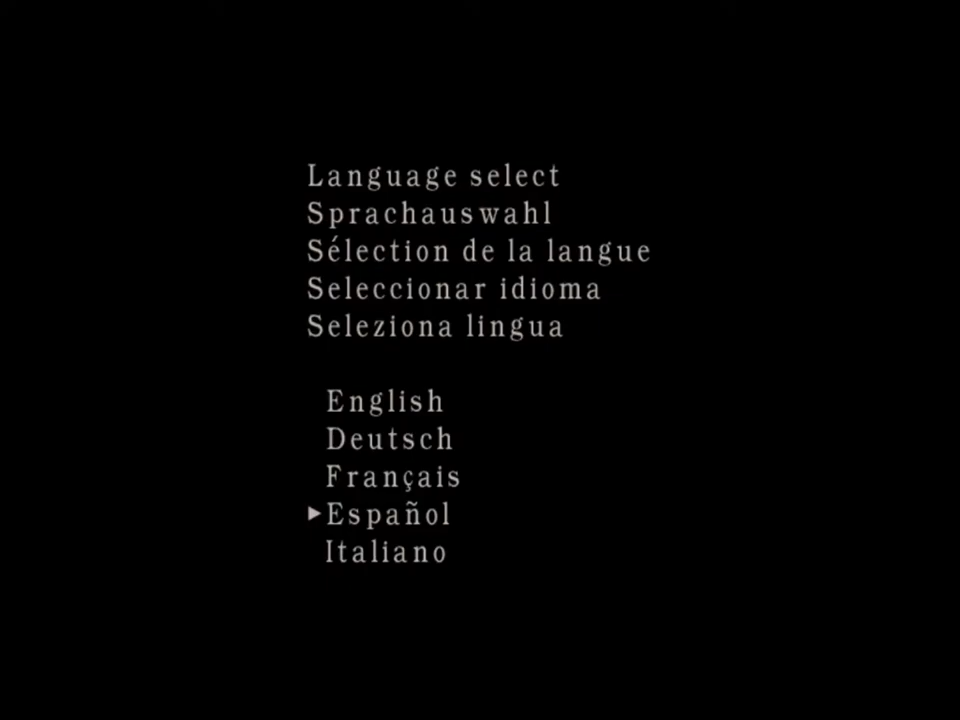 Language select
Sprachauswahl
Sélection de la langue
Seleccionar idioma
Seleziona lingua
English
Deutsch
Français
Español
Italiano